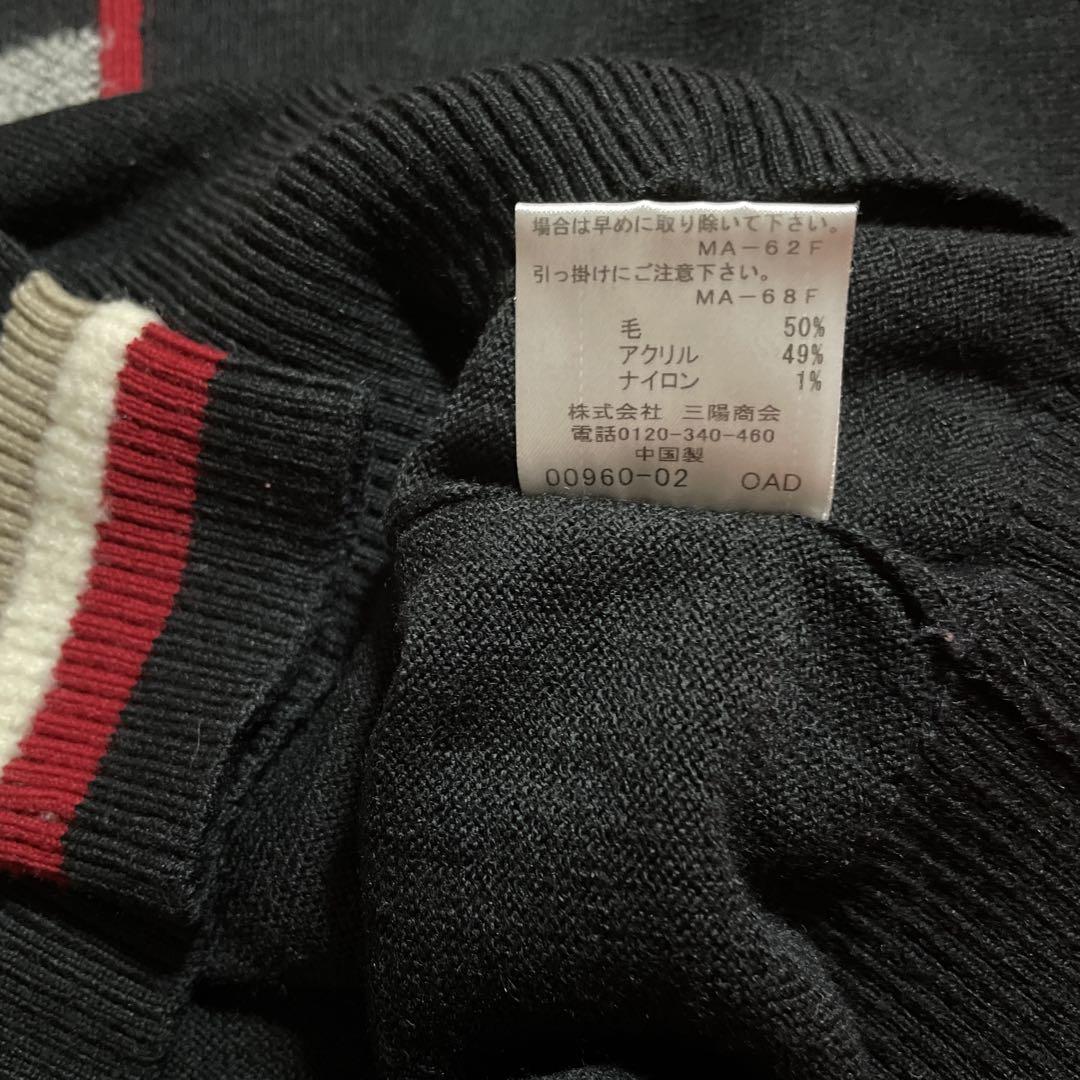 場合は早めに取り除いて下さい。
MA-62F
引っ掛けにご注意下さい。
MA-68F
毛 50%
アクリル 49%
ナイロン 1%
株式会社 三陽商会
電話0120-340-460
中国製
00960-02 OAD